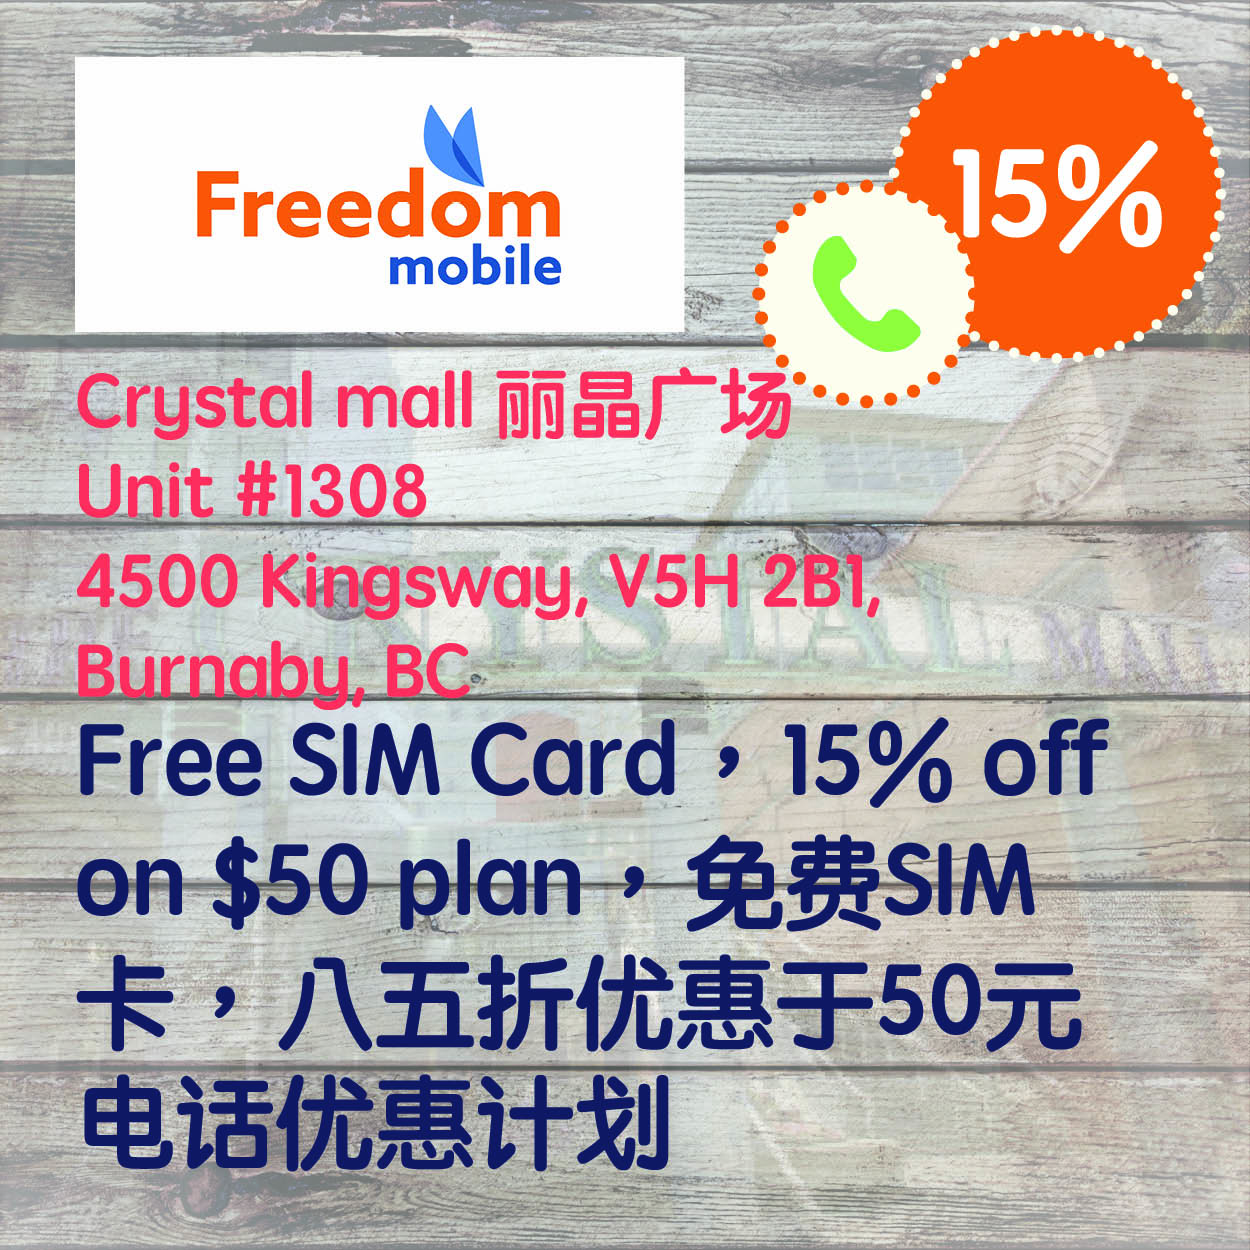 Freedom
mobile
15%
Crystal mall 丽晶广场
Unit #1308
4500 Kingsway, V5H 2B1,
Burnaby, BC
Free SIM Card，15% off
on $50 plan，免费SIM
卡，八五折优惠于50元
电话优惠计划
CRYSTAL MALL